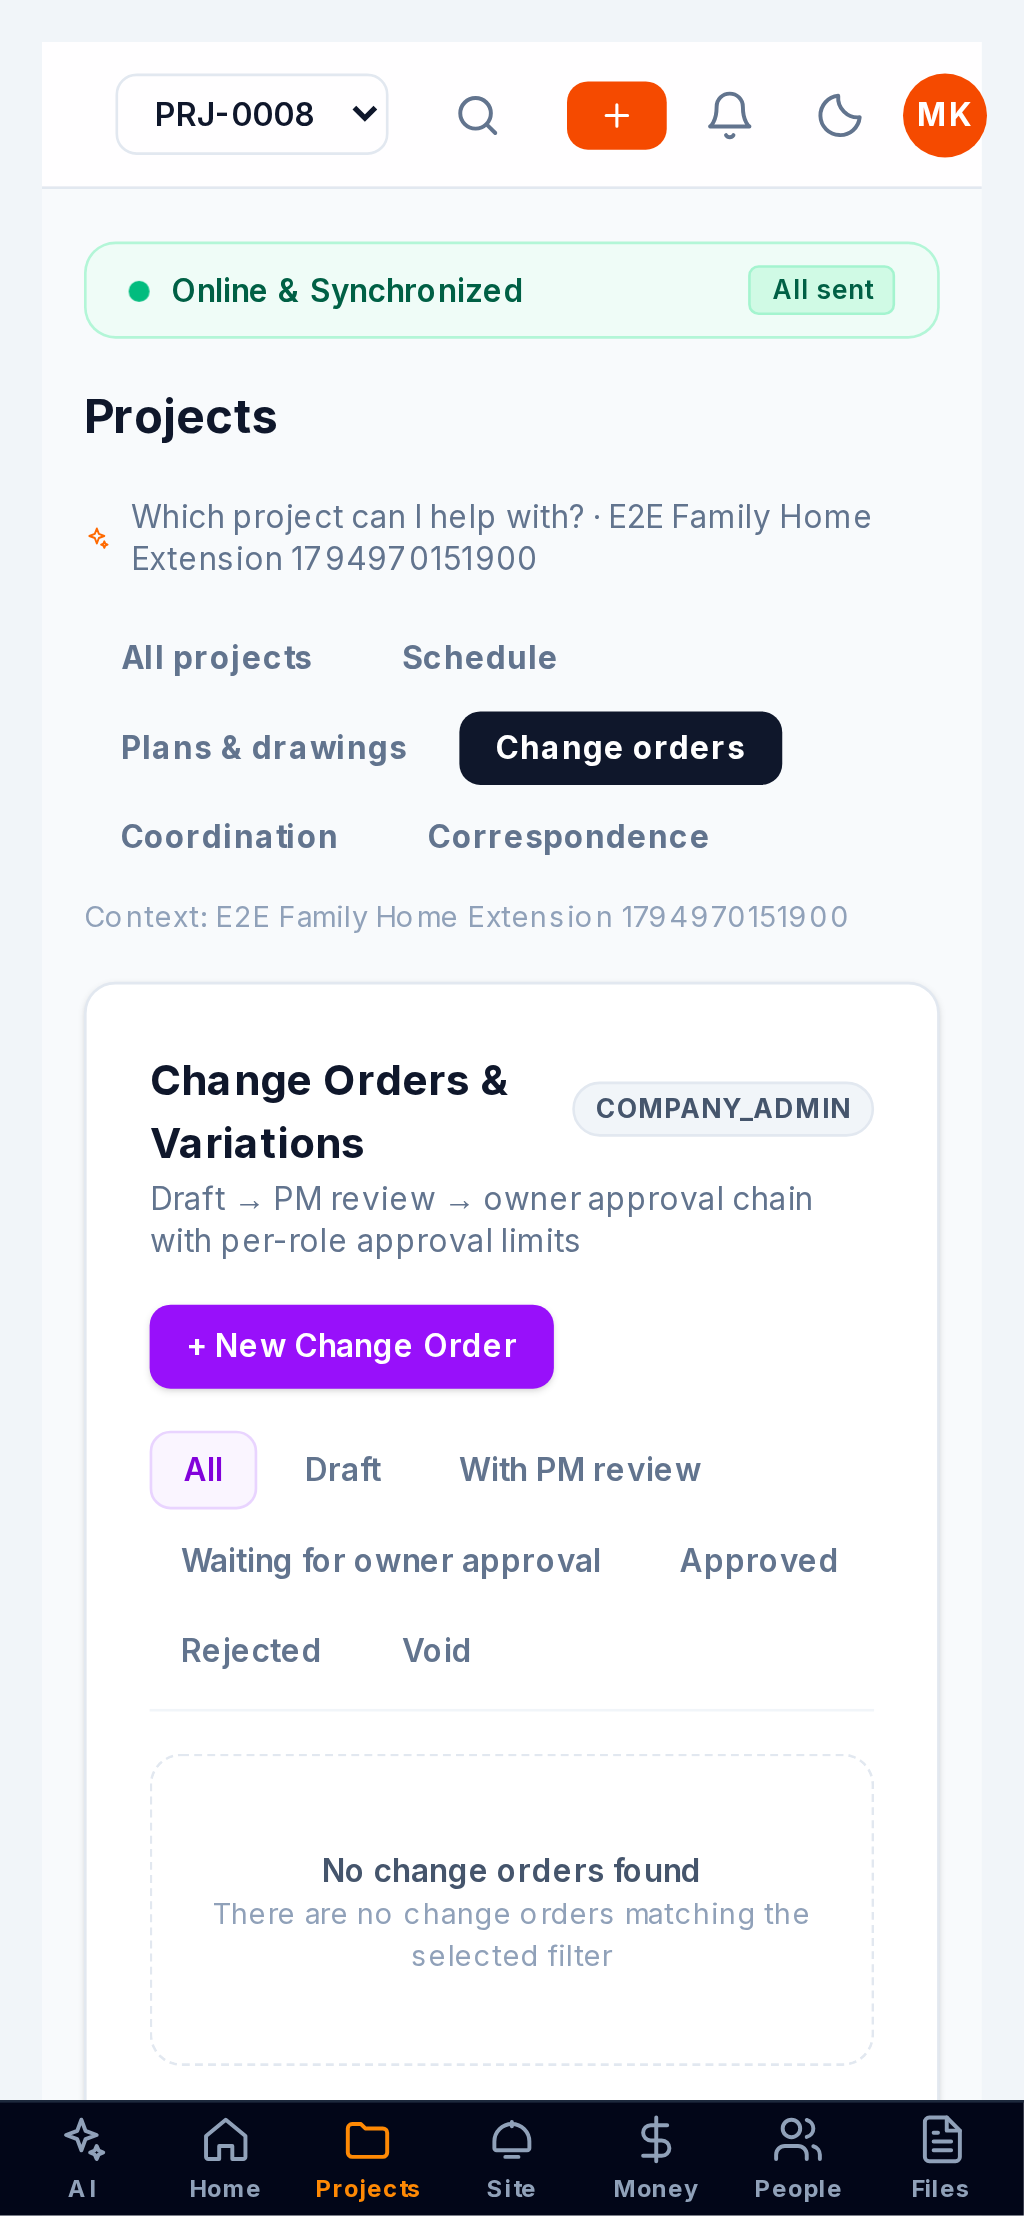 PRJ-0008
MK
Online & Synchronized
All sent
Projects
Which project can I help with? · E2E Family Home
Extension 1794970151900
All projects
Schedule
Plans & drawings
Change orders
Coordination
Correspondence
Context: E2E Family Home Extension 1794970151900
Change Orders &
Variations
COMPANY_ADMIN
Draft → PM review → owner approval chain
with per-role approval limits
+ New Change Order
All
Draft
With PM review
Waiting for owner approval
Approved
Rejected
Void
No change orders found
There are no change orders matching the
selected filter
AI
Home
Projects
Site
Money
People
Files